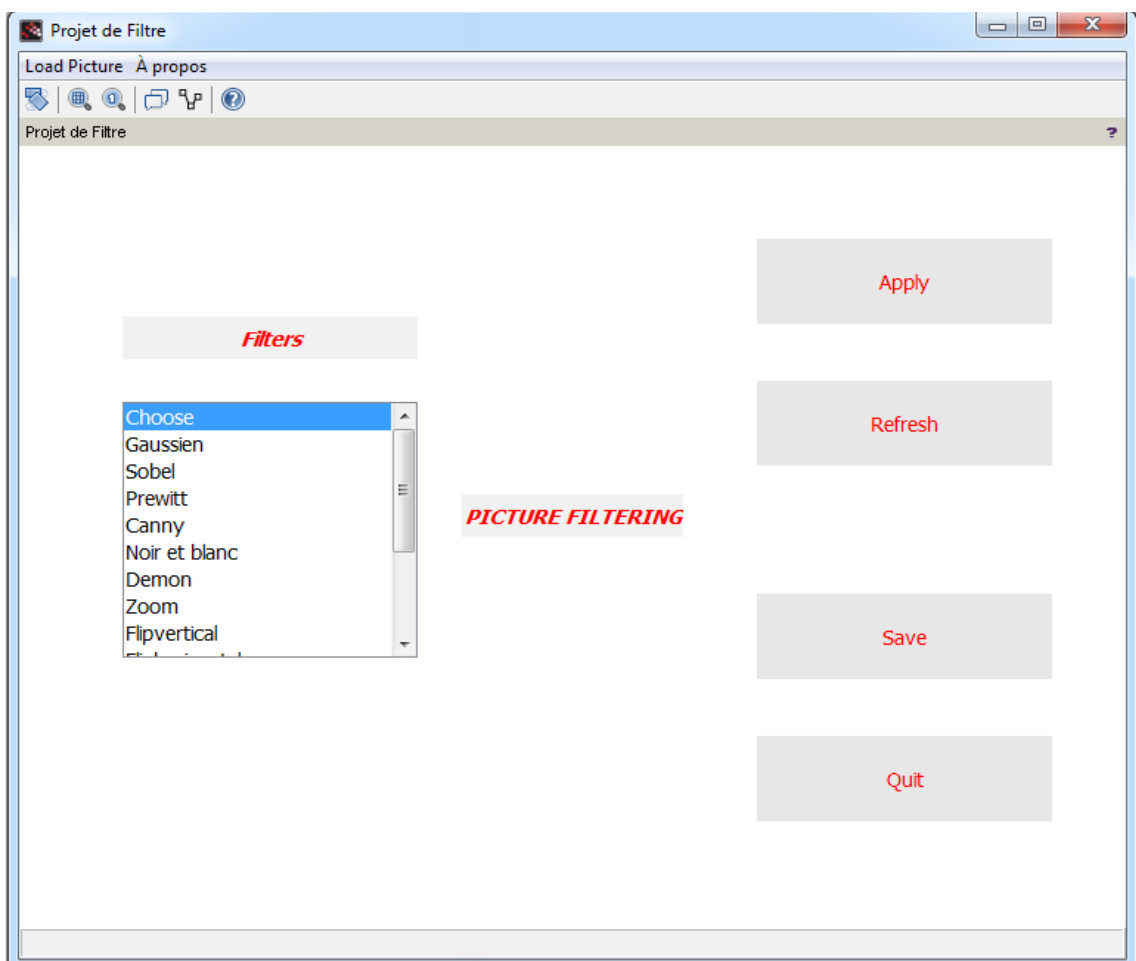 Projet de Filtre
Load Picture À propos
Projet de Filtre ?
Apply
Filters
Choose
Refresh
Gaussien
Sobel
Prewitt
PICTURE FILTERING
Canny
Noir et blanc
Demon
Zoom
Flipvertical
Save
Quit